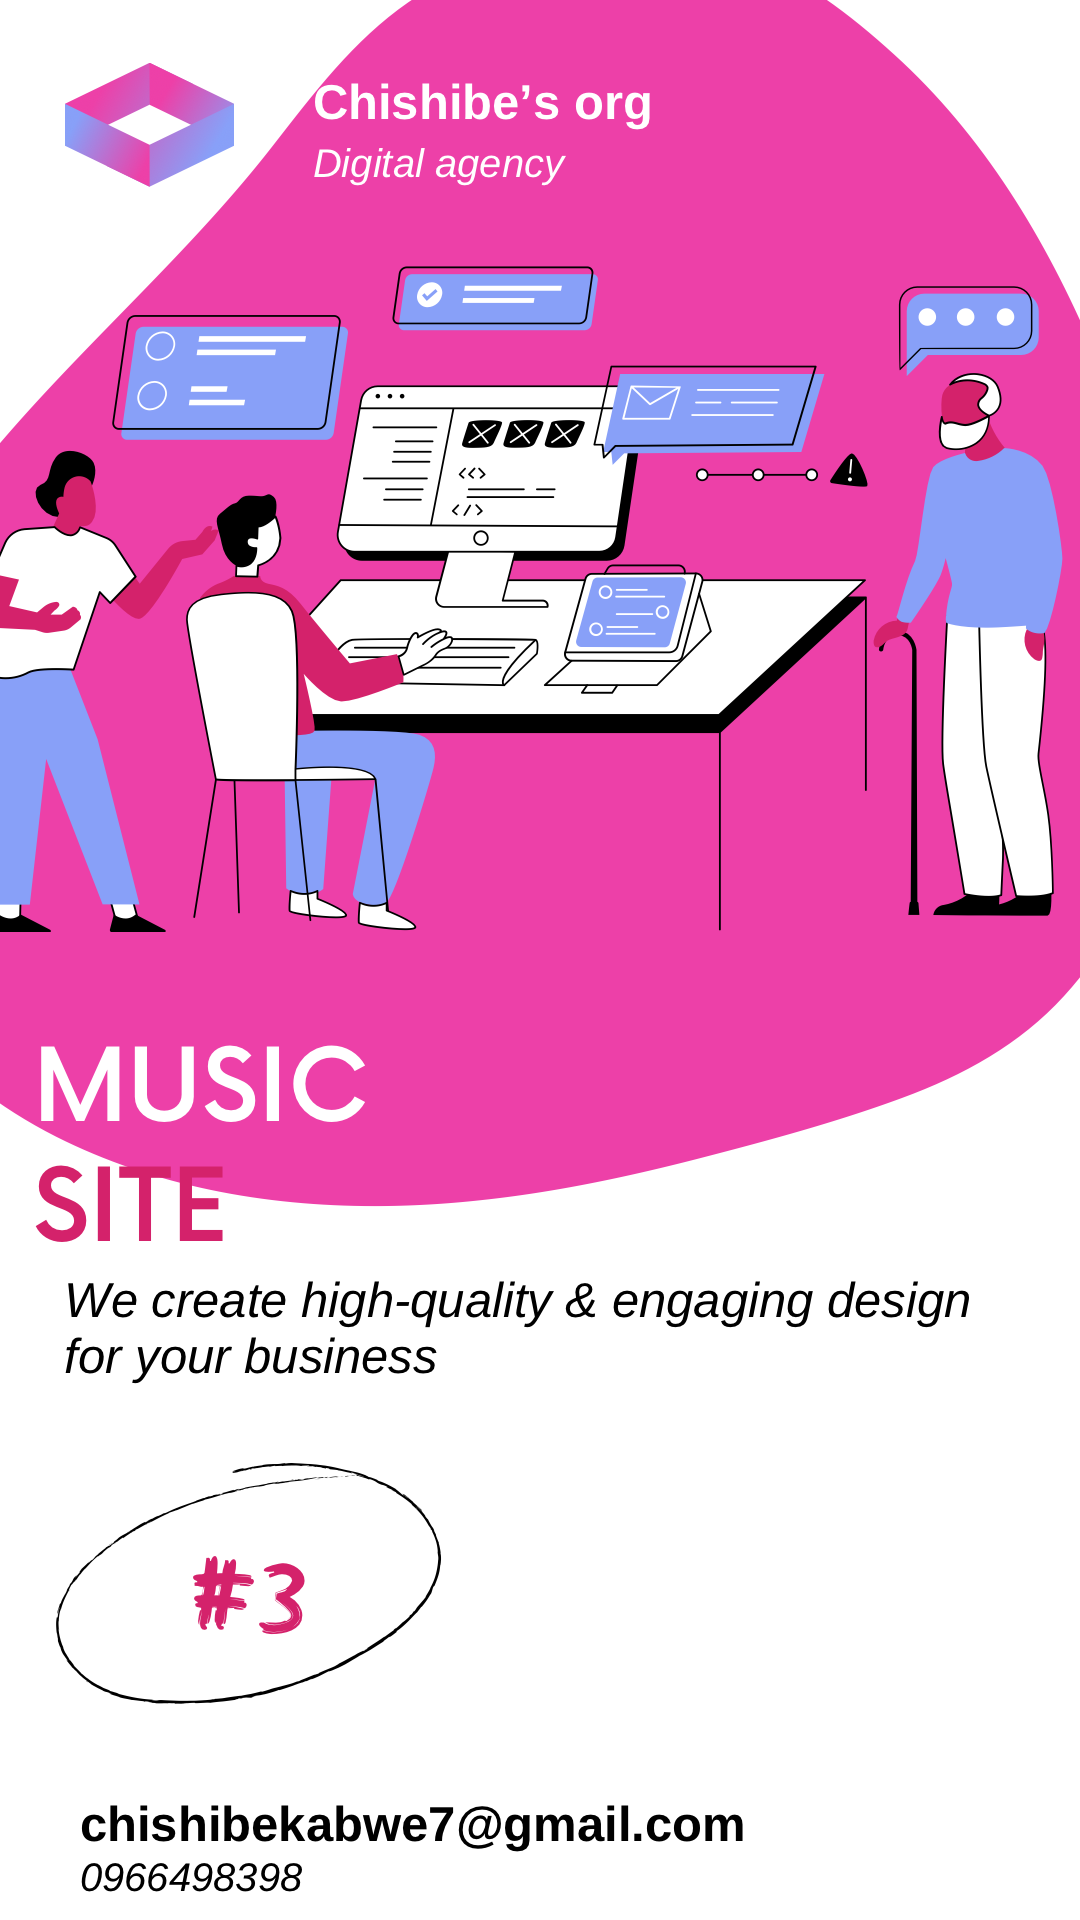 Chishibe’s org
Digital agency
MUSIC
SITE
We create high-quality & engaging design
for your business
#3
chishibekabwe7@gmail.com
0966498398